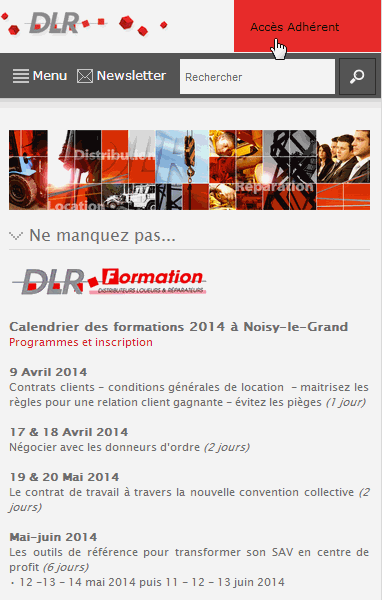 DLR
Accès Adhérent
Menu
Newsletter
Rechercher
Distribution
Réparation
Location
Ne manquez pas...
DLR Formation
DISTRIBUTEURS LOUEURS & RÉPARATEURS
Calendrier des formations 2014 à Noisy-le-Grand
Programmes et inscription
9 Avril 2014
Contrats clients – conditions générales de location – maitrisez les
règles pour une relation client gagnante – évitez les pièges (1 jour)
17 & 18 Avril 2014
Négocier avec les donneurs d'ordre (2 jours)
19 & 20 Mai 2014
Le contrat de travail à travers la nouvelle convention collective (2
jours)
Mai-juin 2014
Les outils de référence pour transformer son SAV en centre de
profit (6 jours)
• 12 -13 – 14 mai 2014 puis 11 – 12 – 13 juin 2014